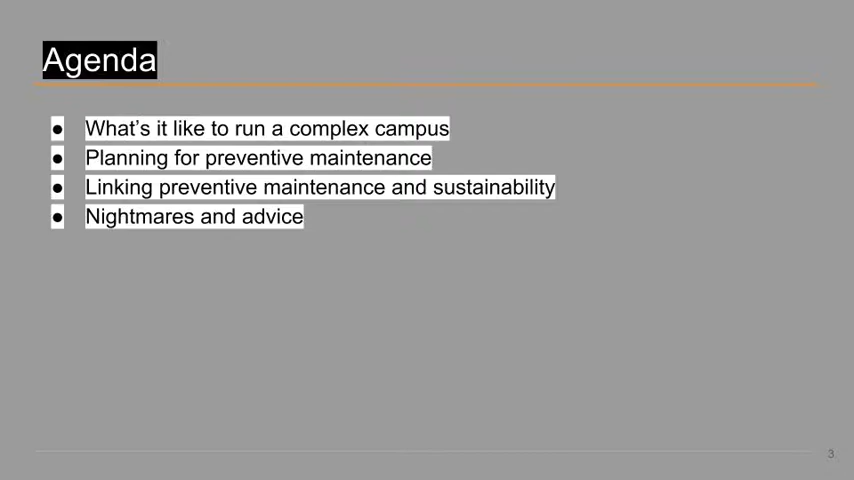 Agenda
● What's it like to run a complex campus
● Planning for preventive maintenance
● Linking preventive maintenance and sustainability
● Nightmares and advice
3